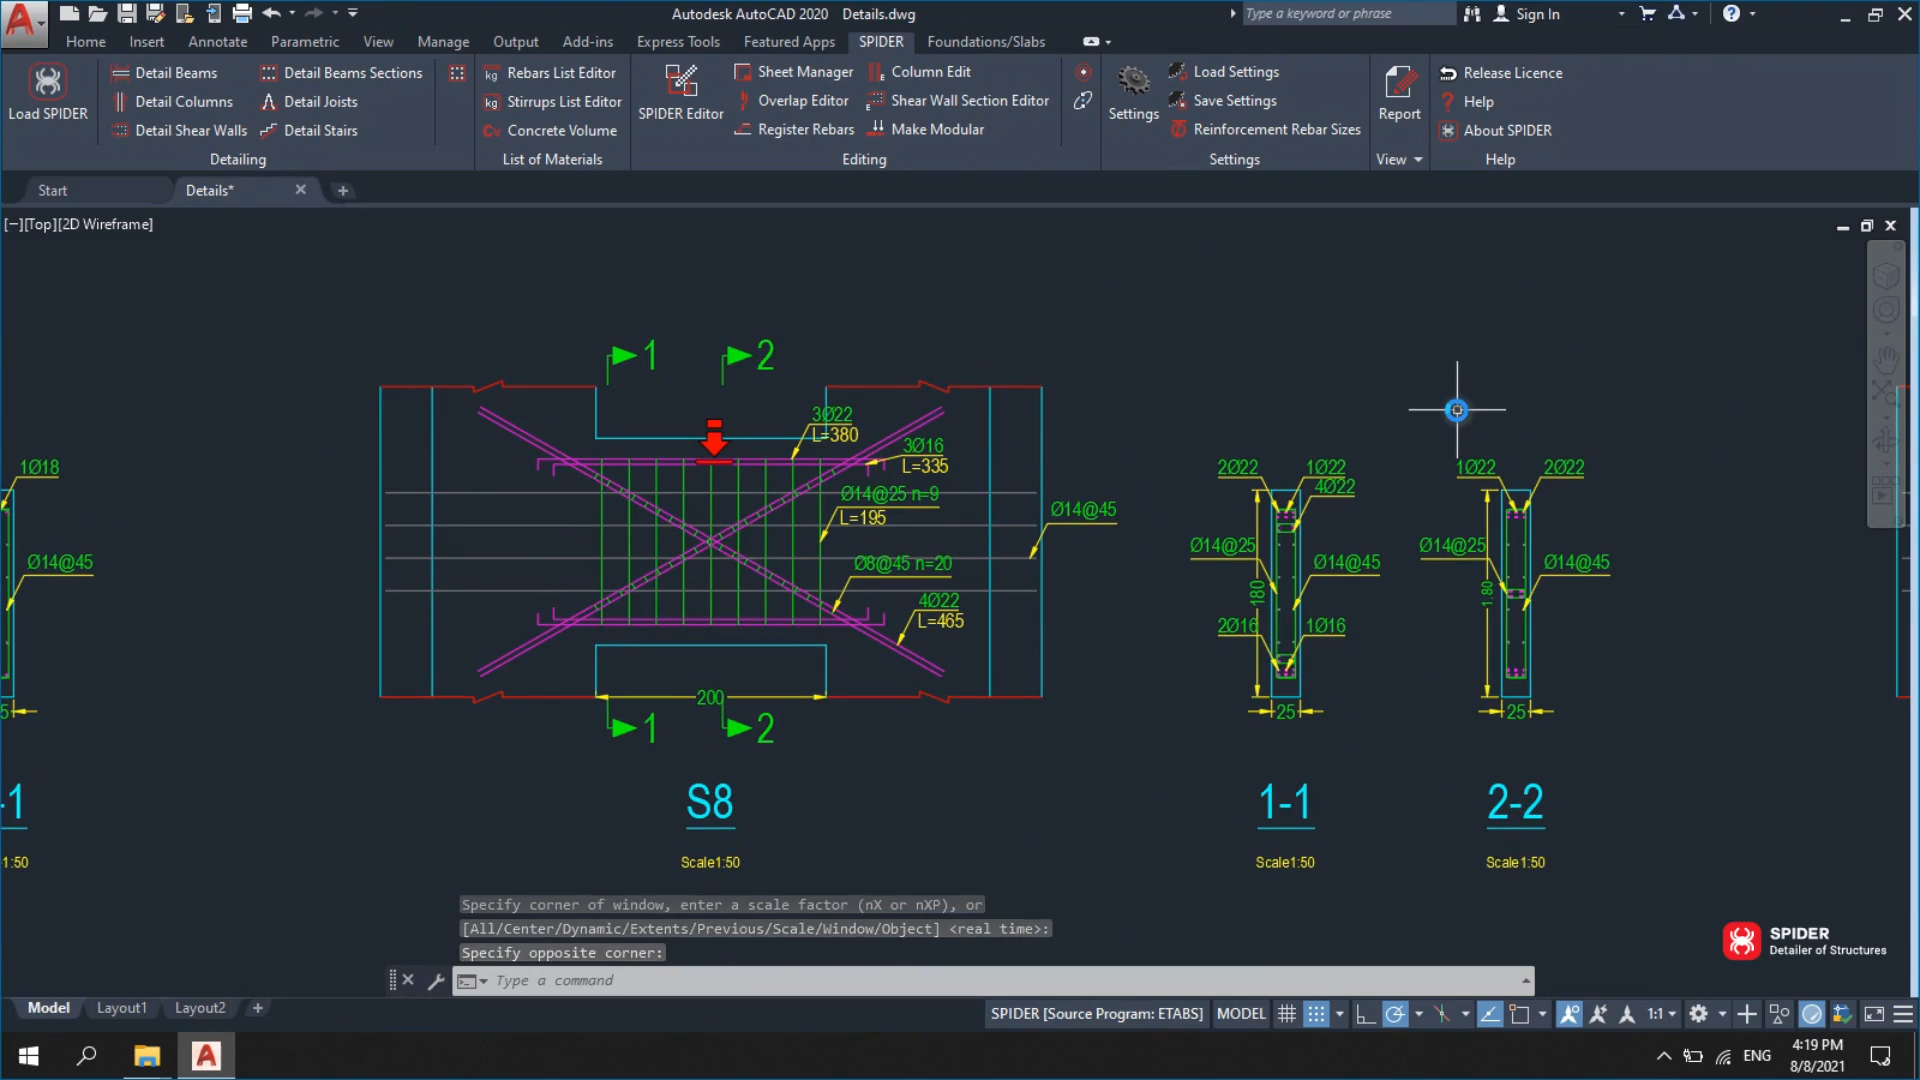 Autodesk AutoCAD 2020 Details.dwg
Type a keyword or phrase
Sign In
Home Insert Annotate Parametric View Manage Output Add-ins Express Tools Featured Apps SPIDER Foundations/Slabs
Load SPIDER
Detail Beams
Detail Columns
Detail Shear Walls
Detail Beams Sections
Detail Joists
Detail Stairs
Detailing
kg Rebars List Editor
kg Stirrups List Editor
Cv Concrete Volume
List of Materials
SPIDER Editor
Sheet Manager
Overlap Editor
Register Rebars
Column Edit
Shear Wall Section Editor
Make Modular
Editing
Settings
Load Settings
Save Settings
Reinforcement Rebar Sizes
Settings
Report
View
Release Licence
Help
About SPIDER
Help
Start
Details*
[−][Top][2D Wireframe]
1
2
3Ø22
L=380
3Ø16
L=335
Ø14@25 n=9
L=195
Ø14@45
Ø8@45 n=20
4Ø22
L=465
200
1
2
1Ø18
Ø14@45
5
2Ø22
1Ø22
4Ø22
Ø14@25
Ø14@45
180
2Ø16
1Ø16
25
1Ø22
2Ø22
Ø14@25
Ø14@45
1.80
25
-1
1:50
S8
Scale1:50
1-1
Scale1:50
2-2
Scale1:50
Specify corner of window, enter a scale factor (nX or nXP), or
[All/Center/Dynamic/Extents/Previous/Scale/Window/Object] <real time>:
Specify opposite corner:
Type a command
SPIDER
Detailer of Structures
Model Layout1 Layout2
SPIDER [Source Program: ETABS] MODEL 1:1
ENG
4:19 PM
8/8/2021